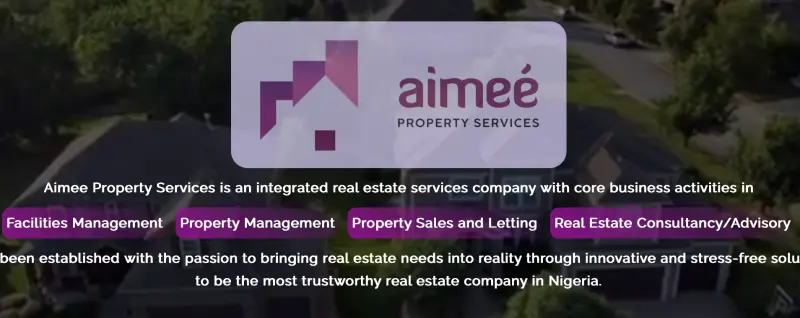 aimeé
PROPERTY SERVICES
Aimee Property Services is an integrated real estate services company with core business activities in
Facilities Management Property Management Property Sales and Letting Real Estate Consultancy/Advisory
been established with the passion to bringing real estate needs into reality through innovative and stress-free
to be the most trustworthy real estate company in Nigeria.